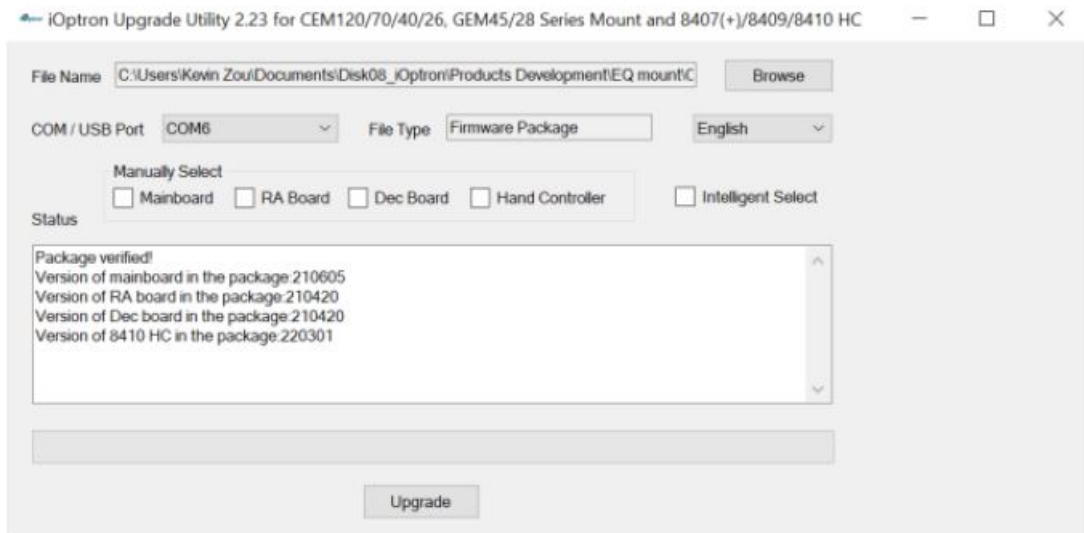 iOptron Upgrade Utility 2.23 for CEM120/70/40/26, GEM45/28 Series Mount and 8407(+)/8409/8410 HC
File Name C:\Users\Kevin Zou\Documents\Disk08_iOptron\Products Development\EQ mount\C Browse
COM / USB Port COM6 File Type Firmware Package English
Manually Select
Mainboard RA Board Dec Board Hand Controller Intelligent Select
Status
Package verified!
Version of mainboard in the package:210605
Version of RA board in the package:210420
Version of Dec board in the package:210420
Version of 8410 HC in the package:220301
Upgrade